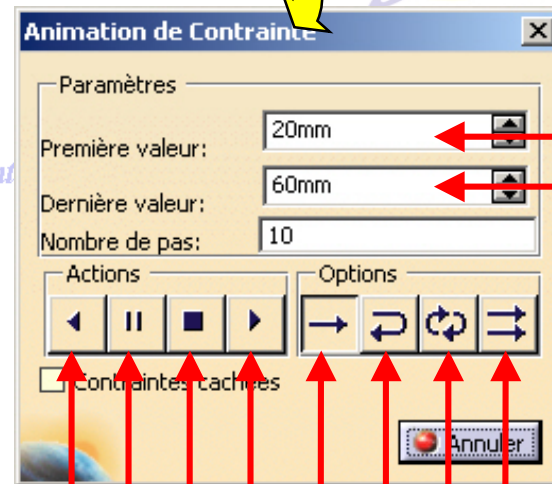 Animation de Contrainte
Paramètres
Première valeur: 20mm
Dernière valeur: 60mm
Nombre de pas: 10
Actions
Options
Contraintes cachées
Annuler